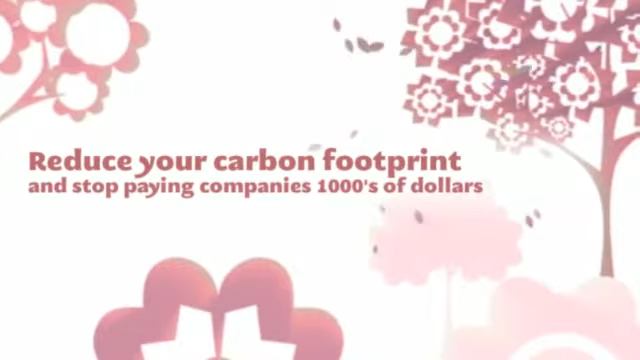 Reduce your carbon footprint
and stop paying companies 1000's of dollars